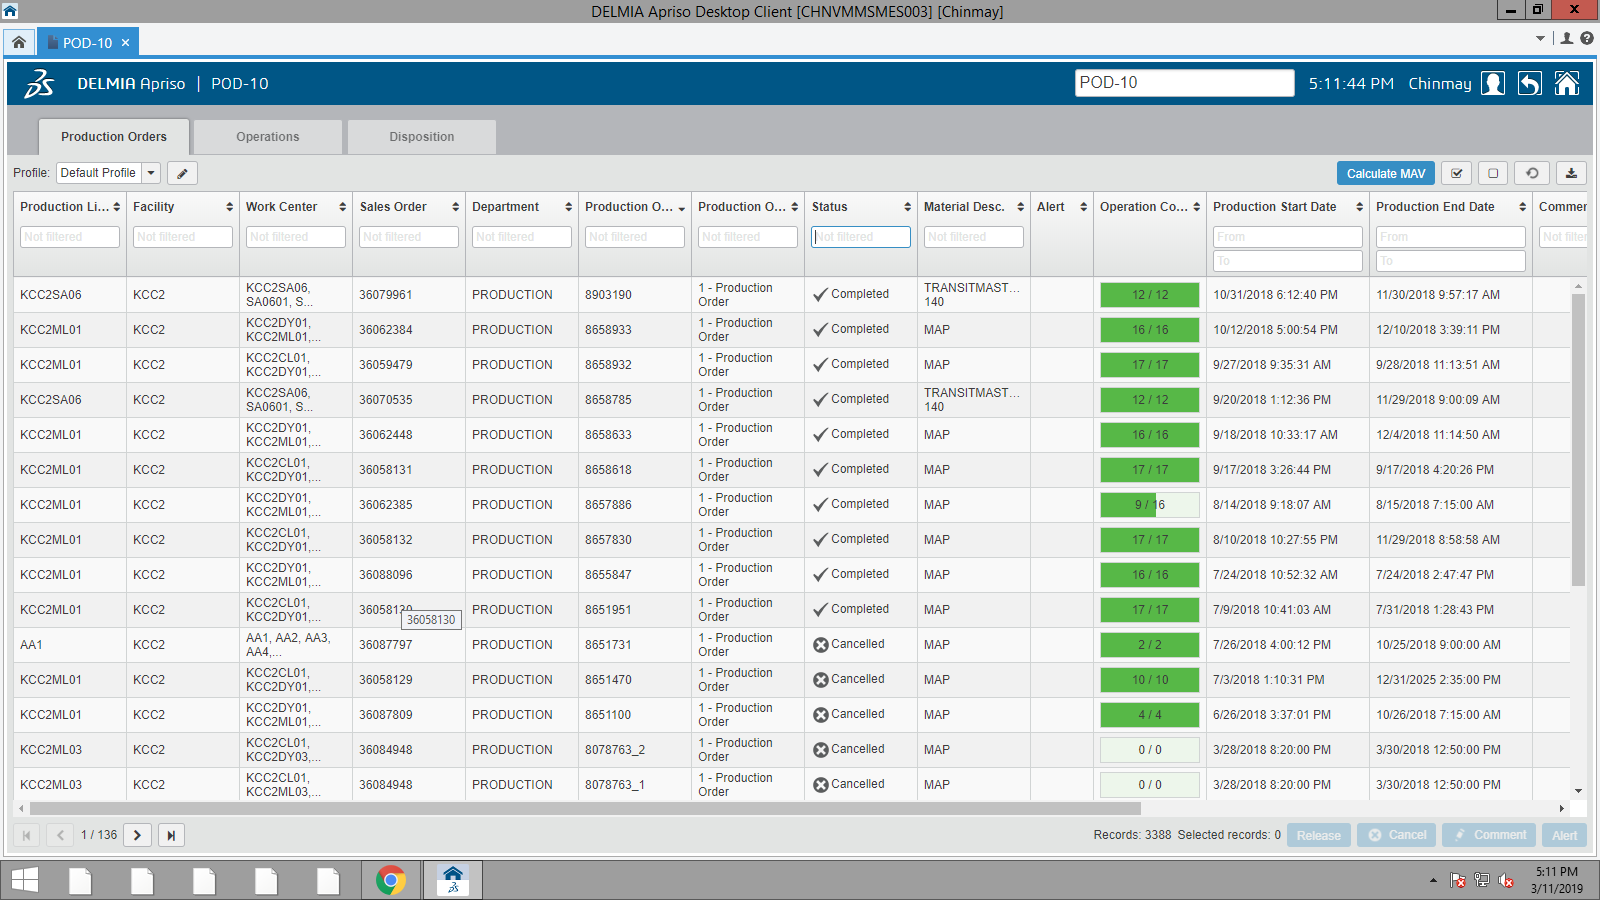 DELMIA Apriso Desktop Client [CHNVMMSMES003] [Chinmay]
POD-10
DELMIA Apriso | POD-10
POD-10
5:11:44 PM Chinmay
Production Orders Operations Disposition
Profile: Default Profile
Calculate MAV
Production Li... Facility Work Center Sales Order Department Production O... Production O... Status Material Desc. Alert Operation Co... Production Start Date Production End Date Commer
Not filtered Not filtered Not filtered Not filtered Not filtered Not filtered Not filtered Not filtered Not filtered From From Not filter
To To
KCC2SA06 KCC2 KCC2SA06, SA0601, S... 36079961 PRODUCTION 8903190 1 - Production Order Completed TRANSITMAST... 140 12 / 12 10/31/2018 6:12:40 PM 11/30/2018 9:57:17 AM
KCC2ML01 KCC2 KCC2DY01, KCC2ML01,... 36062384 PRODUCTION 8658933 1 - Production Order Completed MAP 16 / 16 10/12/2018 5:00:54 PM 12/10/2018 3:39:11 PM
KCC2ML01 KCC2 KCC2CL01, KCC2DY01,... 36059479 PRODUCTION 8658932 1 - Production Order Completed MAP 17 / 17 9/27/2018 9:35:31 AM 9/28/2018 11:13:51 AM
KCC2SA06 KCC2 KCC2SA06, SA0601, S... 36070535 PRODUCTION 8658785 1 - Production Order Completed TRANSITMAST... 140 12 / 12 9/20/2018 1:12:36 PM 11/29/2018 9:00:09 AM
KCC2ML01 KCC2 KCC2DY01, KCC2ML01,... 36062448 PRODUCTION 8658633 1 - Production Order Completed MAP 16 / 16 9/18/2018 10:33:17 AM 12/4/2018 11:14:50 AM
KCC2ML01 KCC2 KCC2CL01, KCC2DY01,... 36058131 PRODUCTION 8658618 1 - Production Order Completed MAP 17 / 17 9/17/2018 3:26:44 PM 9/17/2018 4:20:26 PM
KCC2ML01 KCC2 KCC2DY01, KCC2ML01,... 36062385 PRODUCTION 8657886 1 - Production Order Completed MAP 9 / 16 8/14/2018 9:18:07 AM 8/15/2018 7:15:00 AM
KCC2ML01 KCC2 KCC2CL01, KCC2DY01,... 36058132 PRODUCTION 8657830 1 - Production Order Completed MAP 17 / 17 8/10/2018 10:27:55 PM 11/29/2018 8:58:58 AM
KCC2ML01 KCC2 KCC2DY01, KCC2ML01,... 36088096 PRODUCTION 8655847 1 - Production Order Completed MAP 16 / 16 7/24/2018 10:52:32 AM 7/24/2018 2:47:47 PM
KCC2ML01 KCC2 KCC2CL01, KCC2DY01,... 36058130 PRODUCTION 8651951 1 - Production Order Completed MAP 17 / 17 7/9/2018 10:41:03 AM 7/31/2018 1:28:43 PM
36058130
AA1 KCC2 AA1, AA2, AA3, AA4,... 36087797 PRODUCTION 8651731 1 - Production Order Cancelled MAP 2 / 2 7/26/2018 4:00:12 PM 10/25/2018 9:00:00 AM
KCC2ML01 KCC2 KCC2CL01, KCC2DY01,... 36058129 PRODUCTION 8651470 1 - Production Order Cancelled MAP 10 / 10 7/3/2018 1:10:31 PM 12/31/2025 2:35:00 PM
KCC2ML01 KCC2 KCC2DY01, KCC2ML01,... 36087809 PRODUCTION 8651100 1 - Production Order Cancelled MAP 4 / 4 6/26/2018 3:37:01 PM 10/26/2018 7:15:00 AM
KCC2ML03 KCC2 KCC2CL01, KCC2DY03,... 36084948 PRODUCTION 8078763_2 1 - Production Order Cancelled MAP 0 / 0 3/28/2018 8:20:00 PM 3/30/2018 12:50:00 PM
KCC2ML03 KCC2 KCC2CL01, KCC2ML03,... 36084948 PRODUCTION 8078763_1 1 - Production Order Cancelled MAP 0 / 0 3/28/2018 8:20:00 PM 3/30/2018 12:50:00 PM
1 / 136 Records: 3388 Selected records: 0 Release Cancel Comment Alert
5:11 PM
3/11/2019